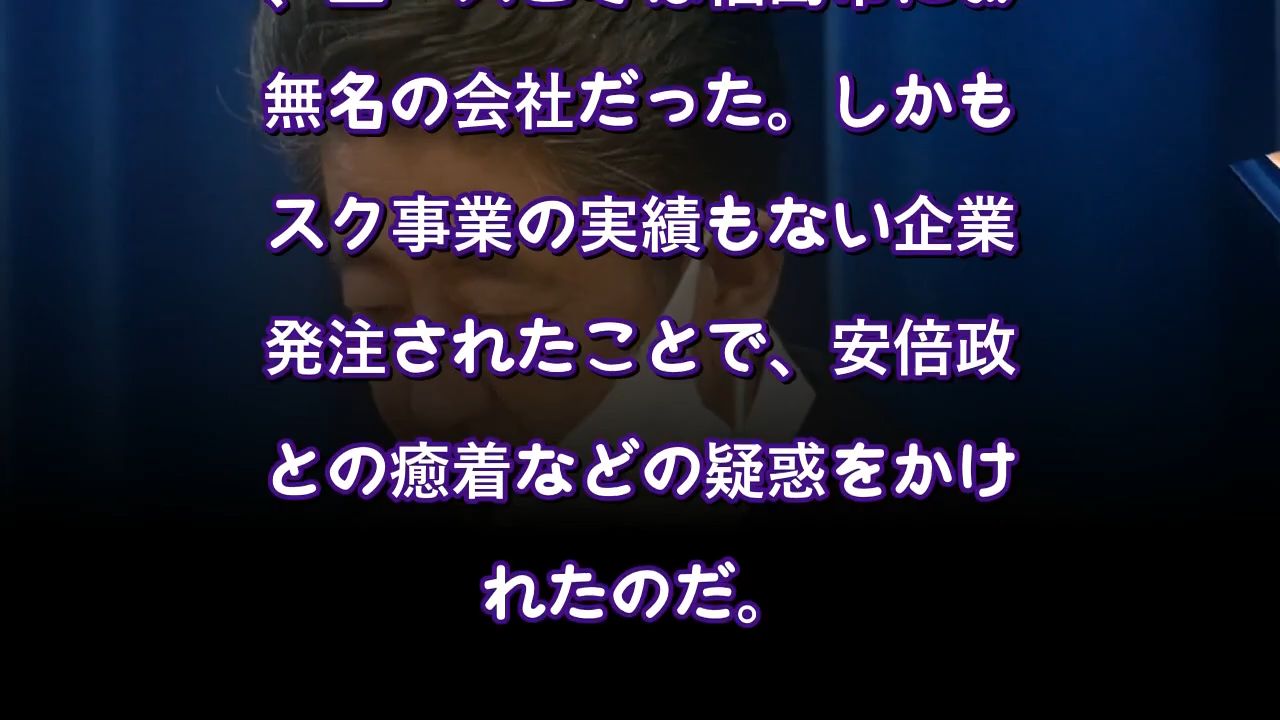 無名の会社だった。しかも
スク事業の実績もない企業
発注されたことで、安倍政
との癒着などの疑惑をかけ
れたのだ。